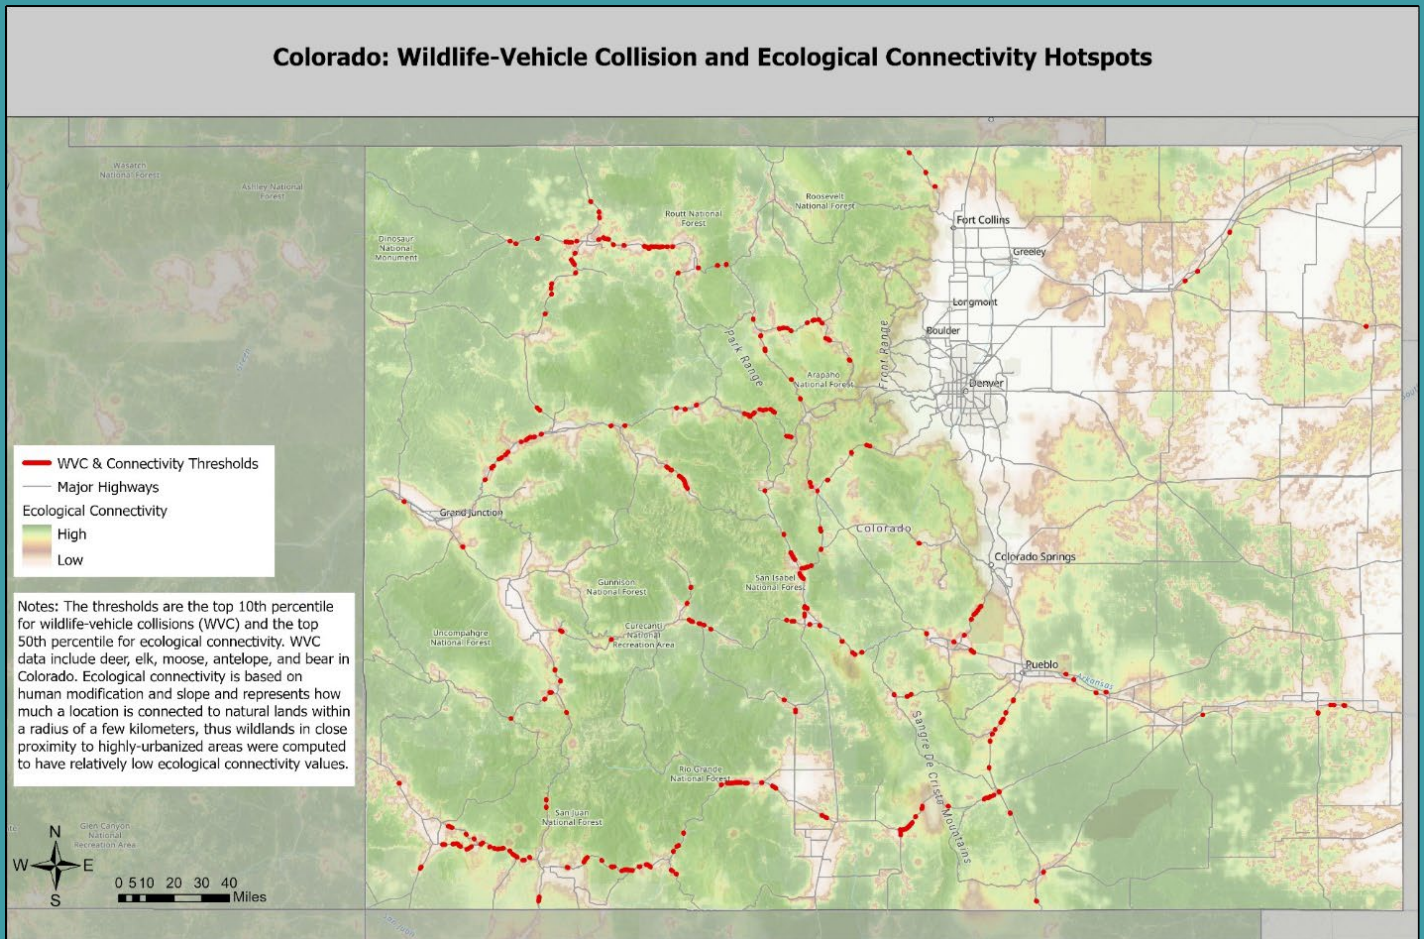 Colorado: Wildlife-Vehicle Collision and Ecological Connectivity Hotspots
Wasatch
National Forest
Ashley National
Forest
Dinosaur
National
Monument
Routt National
Forest
Roosevelt
National Forest
Fort Collins
Greeley
Longmont
Boulder
Front Range
Park Range
Arapaho
National Forest
Denver
WVC & Connectivity Thresholds
Major Highways
Ecological Connectivity
High
Low
Grand Junction
Colorado
Colorado Springs
Gunnison
National Forest
San Isabel
National Forest
Notes: The thresholds are the top 10th percentile
for wildlife-vehicle collisions (WVC) and the top
50th percentile for ecological connectivity. WVC
data include deer, elk, moose, antelope, and bear in
Colorado. Ecological connectivity is based on
human modification and slope and represents how
much a location is connected to natural lands within
a radius of a few kilometers, thus wildlands in close
proximity to highly-urbanized areas were computed
to have relatively low ecological connectivity values.
Uncompahgre
National Forest
Curecanti
National
Recreation Area
Pueblo
Arkansas
Sangre De Cristo Mountains
Rio Grande
National Forest
San Juan
National Forest
Glen Canyon
National
Recreation Area
N
W E
S
0 5 10 20 30 40
Miles
San Juan